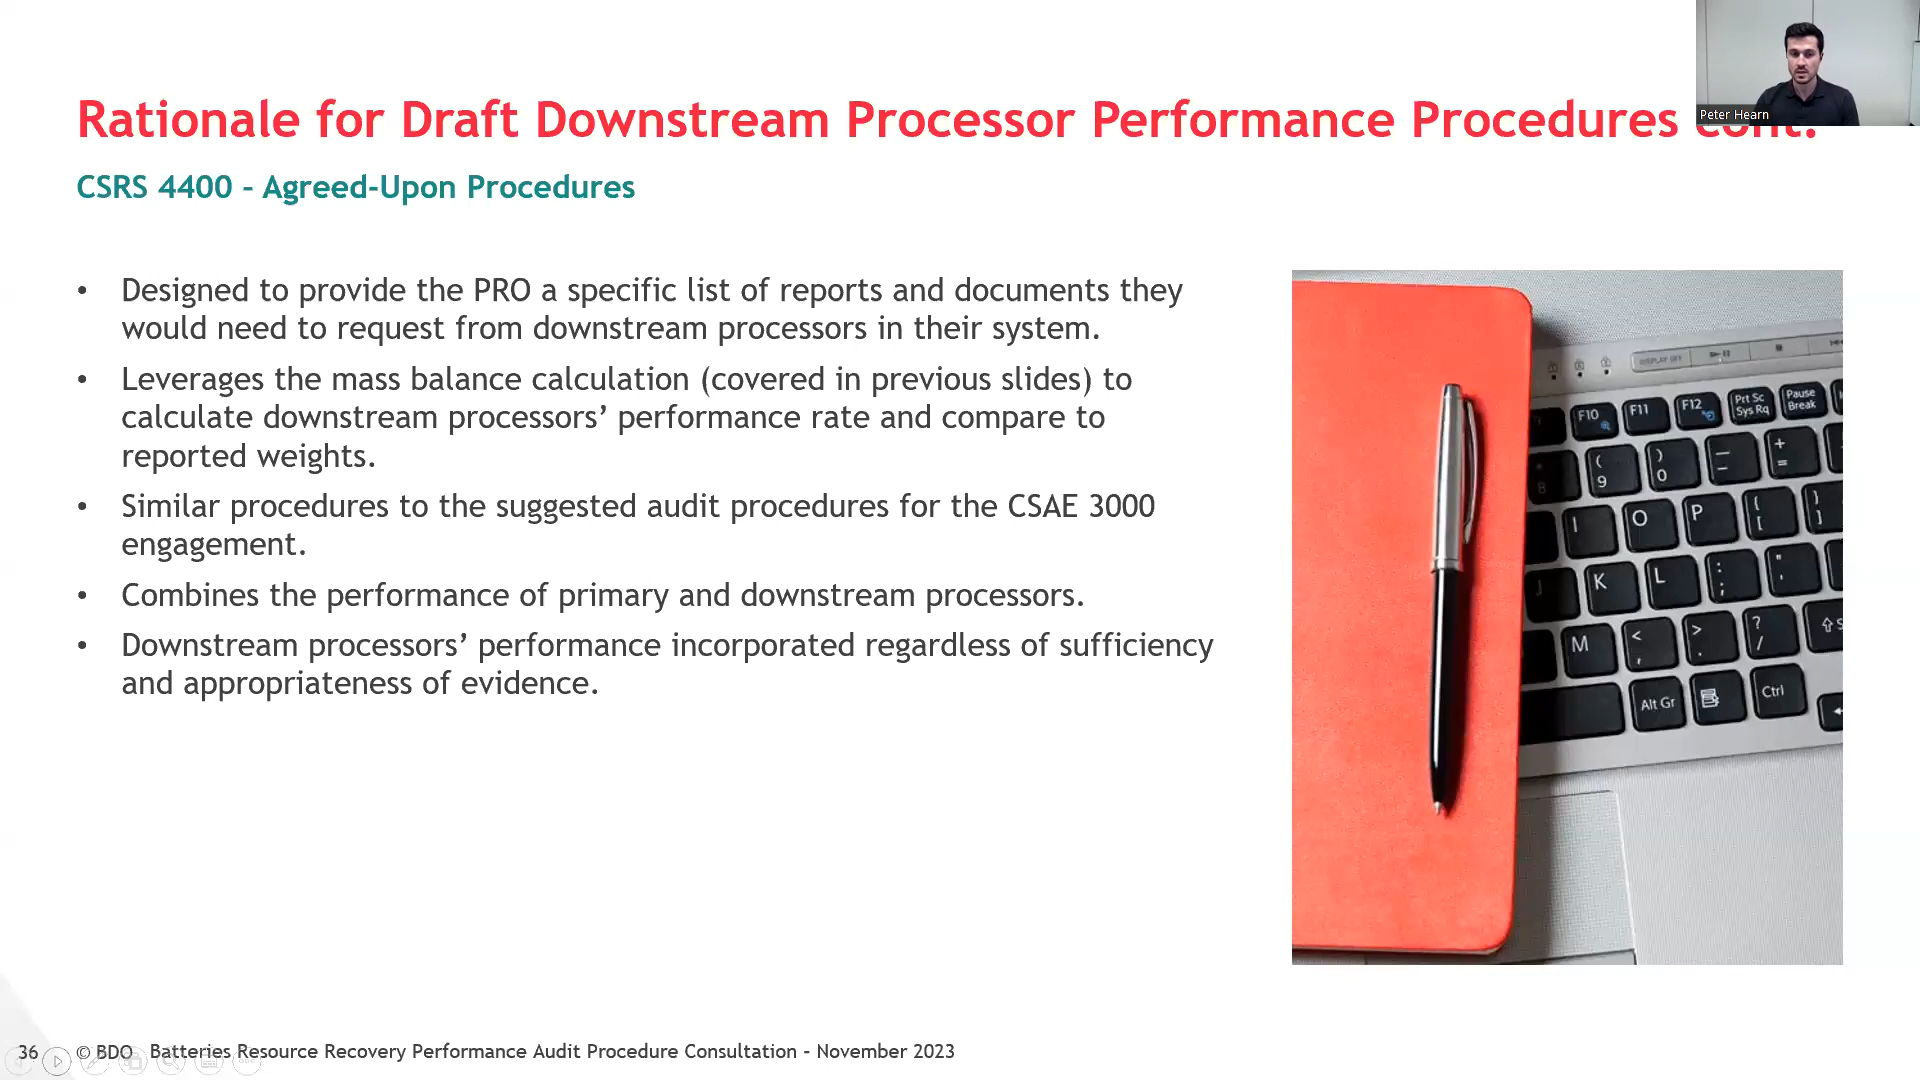 Peter Hearn
Rationale for Draft Downstream Processor Performance Procedures cont.
CSRS 4400 – Agreed-Upon Procedures
• Designed to provide the PRO a specific list of reports and documents they
would need to request from downstream processors in their system.
• Leverages the mass balance calculation (covered in previous slides) to
calculate downstream processors’ performance rate and compare to
reported weights.
• Similar procedures to the suggested audit procedures for the CSAE 3000
engagement.
• Combines the performance of primary and downstream processors.
• Downstream processors’ performance incorporated regardless of sufficiency
and appropriateness of evidence.
F10 F11 F12 Prt Sc Pause
Sys Rq Break
8 ( 9 ) 0 _ - + =
I O P { [ } ]
J K L : ; " '
M < , > . ? /
Alt Gr Ctrl
36 © BDO Batteries Resource Recovery Performance Audit Procedure Consultation – November 2023